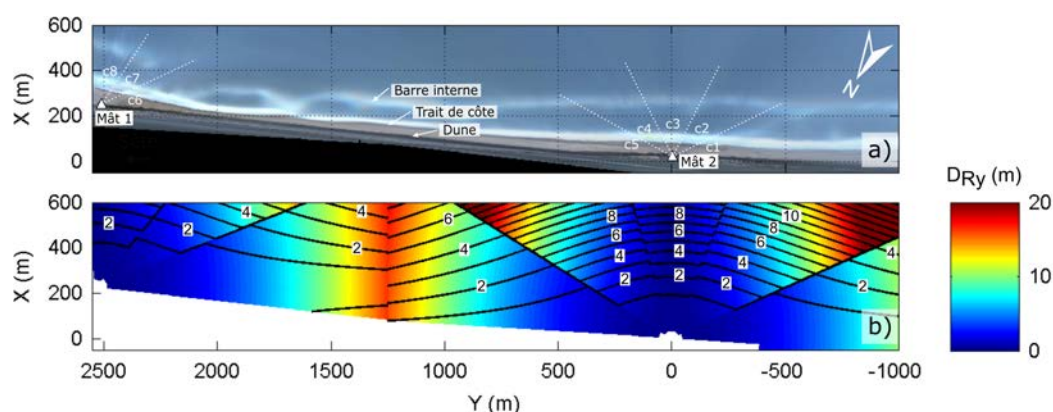 600
400
200
0
X (m)
c8
c7
c6
Mât 1
Barre interne
Trait de côte
Dune
c5
c4
c3
c2
c1
Mât 2
N
a)
D_Ry (m)
600
400
200
0
X (m)
2
2
4
2
6
4
2
8
6
4
2
8
6
4
2
10
8
6
4
2
4
2
b)
2500
2000
1500
1000
500
0
-500
-1000
Y (m)
20
10
0